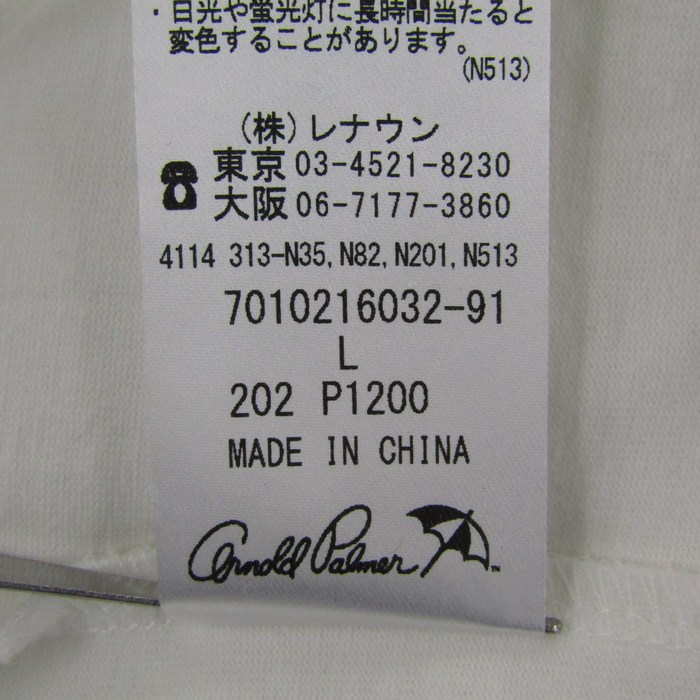 ・日光や蛍光灯に長時間当たると
変色することがあります。
(N513)
(株)レナウン
東京 03-4521-8230
大阪 06-7177-3860
4114 313-N35, N82, N201, N513
7010216032-91
L
202 P1200
MADE IN CHINA
Arnold Palmer™